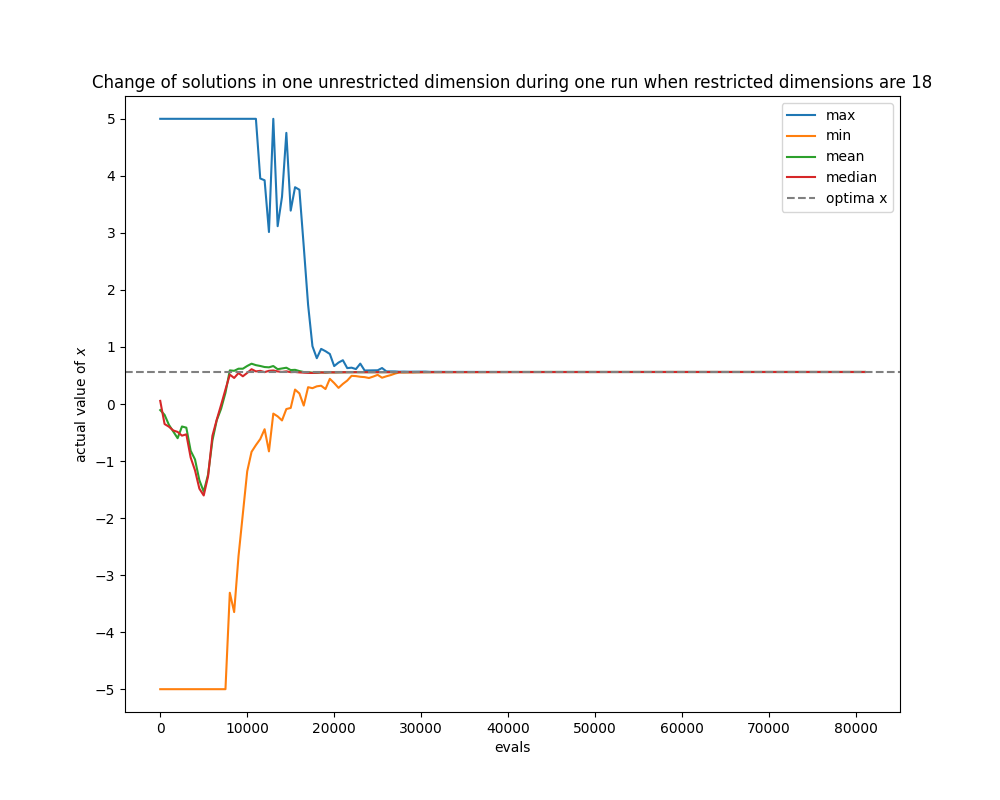 Change of solutions in one unrestricted dimension during one run when restricted dimensions are 18
max
min
mean
median
optima x
actual value of x
5
4
3
2
1
0
−1
−2
−3
−4
−5
0 10000 20000 30000 40000 50000 60000 70000 80000
evals